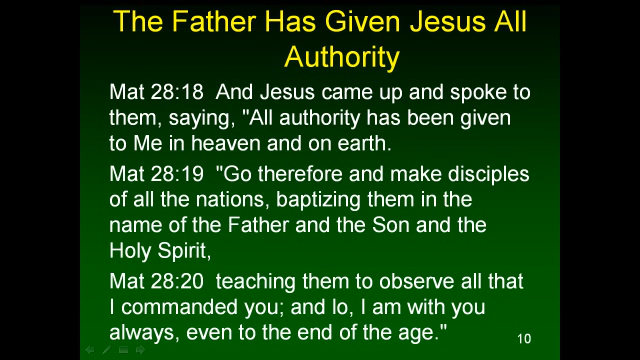 The Father Has Given Jesus All
Authority
Mat 28:18  And Jesus came up and spoke to
them, saying, "All authority has been given
to Me in heaven and on earth.
Mat 28:19  "Go therefore and make disciples
of all the nations, baptizing them in the
name of the Father and the Son and the
Holy Spirit,
Mat 28:20  teaching them to observe all that
I commanded you; and lo, I am with you
always, even to the end of the age."
10